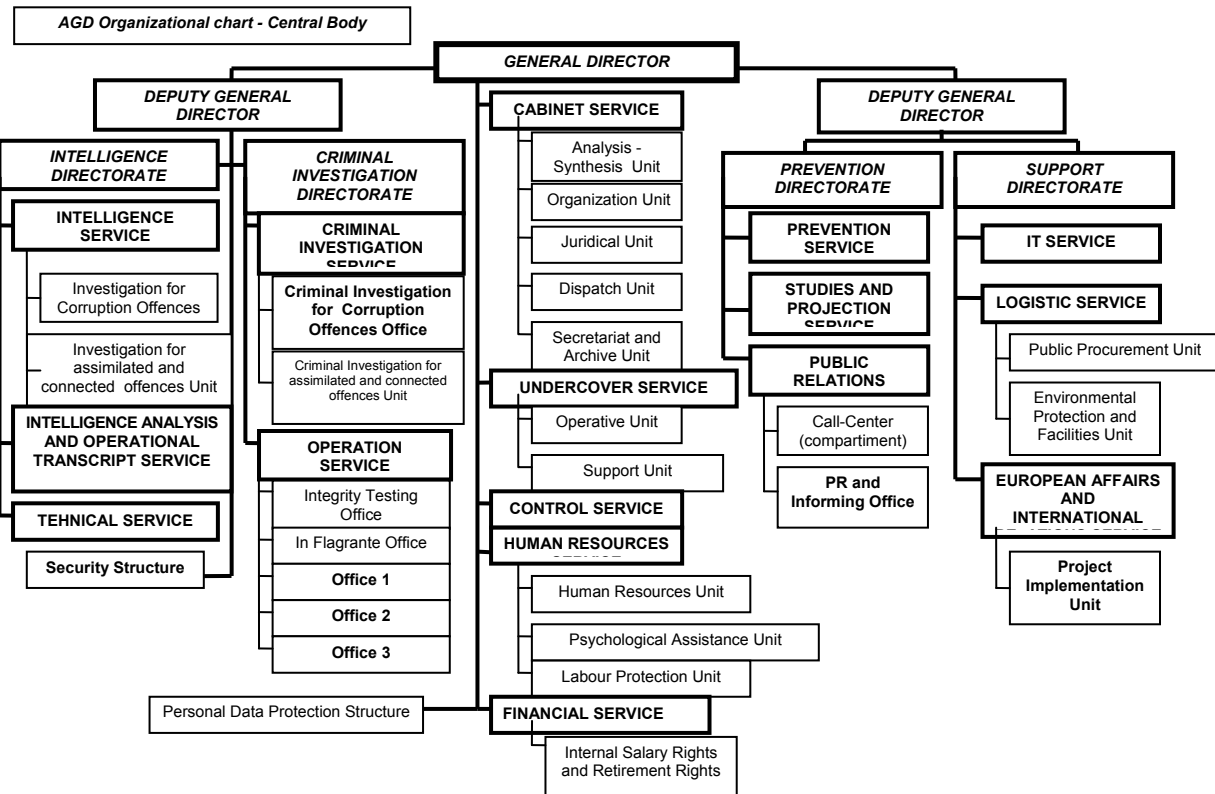 AGD Organizational chart - Central Body
GENERAL DIRECTOR
DEPUTY GENERAL
DIRECTOR
INTELLIGENCE
DIRECTORATE
INTELLIGENCE
SERVICE
Investigation for
Corruption Offences
Investigation for
assimilated and
connected offences Unit
INTELLIGENCE ANALYSIS
AND OPERATIONAL
TRANSCRIPT SERVICE
TEHNICAL SERVICE
Security Structure
CRIMINAL
INVESTIGATION
DIRECTORATE
CRIMINAL
INVESTIGATION
SERVICE
Criminal Investigation
for Corruption
Offences Office
Criminal Investigation for
assimilated and connected
offences Unit
OPERATION
SERVICE
Integrity Testing
Office
In Flagrante Office
Office 1
Office 2
Office 3
CABINET SERVICE
Analysis -
Synthesis Unit
Organization Unit
Juridical Unit
Dispatch Unit
Secretariat and
Archive Unit
UNDERCOVER SERVICE
Operative Unit
Support Unit
CONTROL SERVICE
HUMAN RESOURCES
Human Resources Unit
Psychological Assistance Unit
Labour Protection Unit
Personal Data Protection Structure
FINANCIAL SERVICE
Internal Salary Rights
and Retirement Rights
DEPUTY GENERAL
DIRECTOR
PREVENTION
DIRECTORATE
PREVENTION
SERVICE
STUDIES AND
PROJECTION
SERVICE
PUBLIC
RELATIONS
Call-Center
(compartiment)
PR and
Informing Office
SUPPORT
DIRECTORATE
IT SERVICE
LOGISTIC SERVICE
Public Procurement Unit
Environmental
Protection and
Facilities Unit
EUROPEAN AFFAIRS
AND
INTERNATIONAL
Project
Implementation
Unit